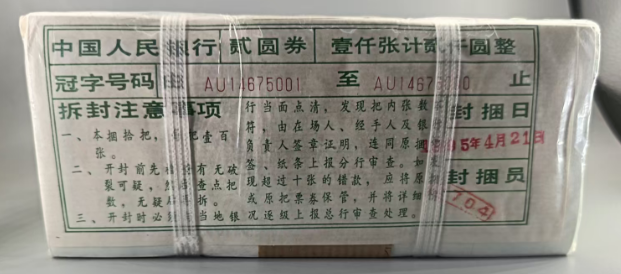 中国人民银行 贰圆券 壹仟张计贰仟圆整
冠字号码 AU14675001 至 AU1467 0 止
拆封注意事项
一、本捆拾把，每把壹百
张。
二、开封前先 有无破
裂可疑，然后查点把
数，无疑 拆。
三、开封时必 当地银
行当面点清，发现把内张数
符，由在场人、经手人及银
负责人签章证明，连同原捆
签、纸条上报分行审查。如
现超过十张的错款，应将原
或原把票券保管，并将详细
况逐级上报总行审查处理。
封捆日
95年4月21日
封捆员
704